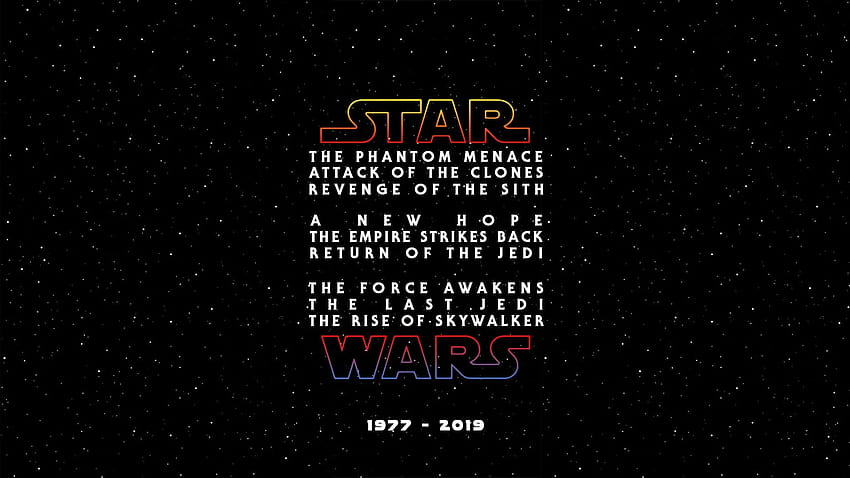 STAR
THE PHANTOM MENACE
ATTACK OF THE CLONES
REVENGE OF THE SITH
A NEW HOPE
THE EMPIRE STRIKES BACK
RETURN OF THE JEDI
THE FORCE AWAKENS
THE LAST JEDI
THE RISE OF SKYWALKER
WARS
1977 - 2019